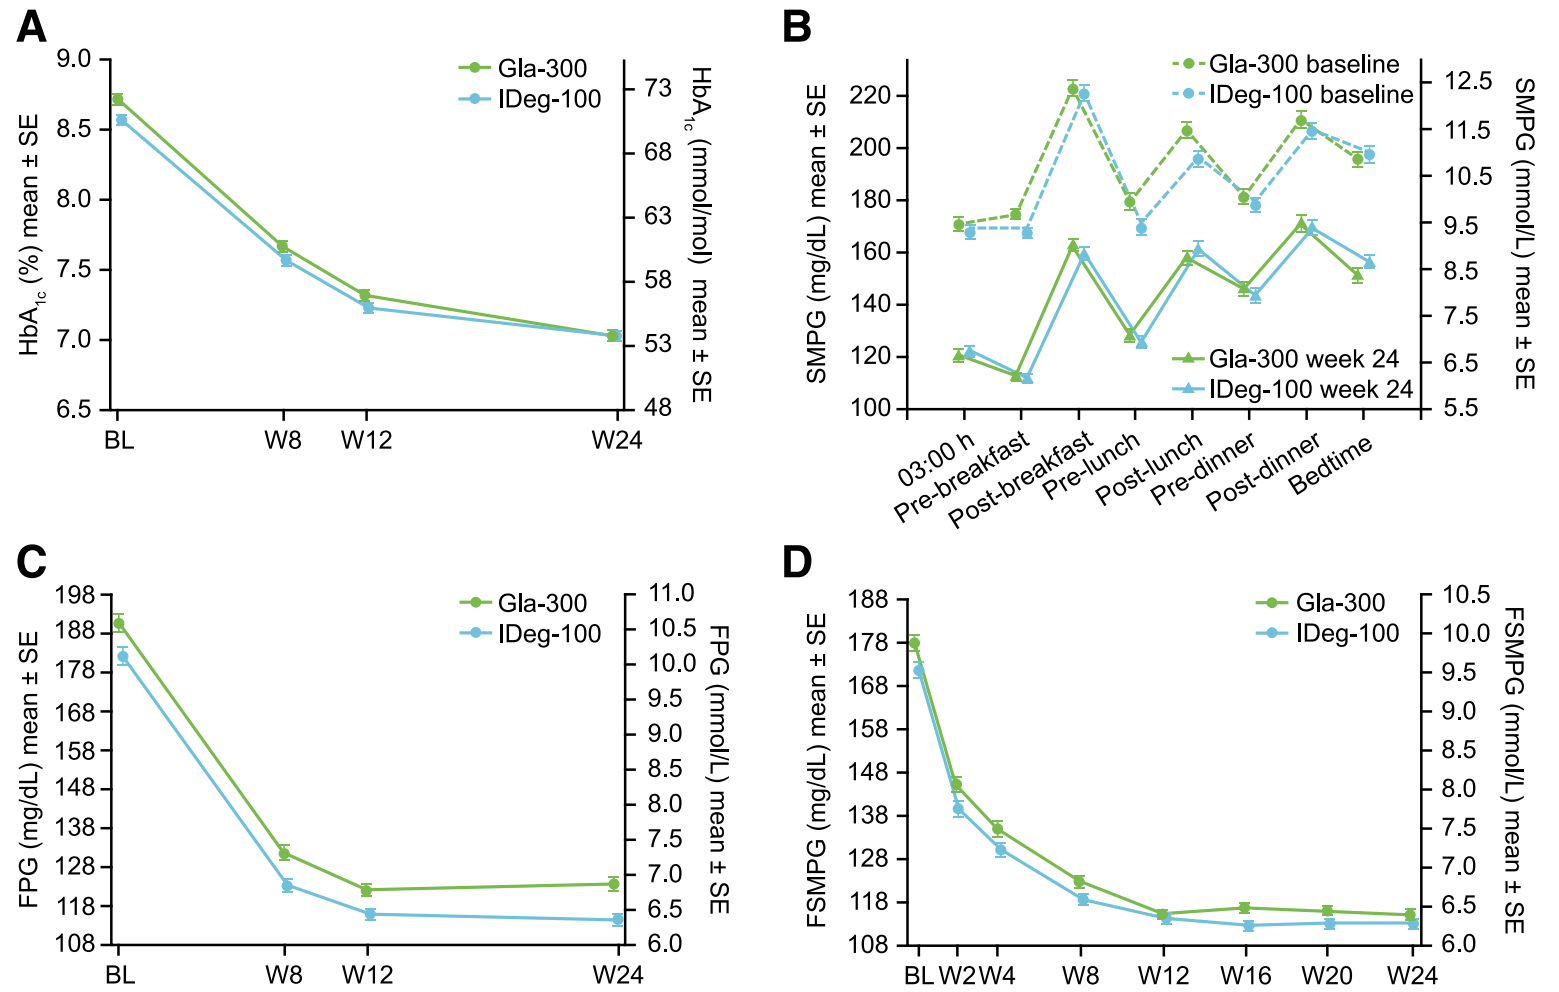 A
HbA1c (%) mean ± SE
9.0
8.5
8.0
7.5
7.0
6.5
Gla-300
IDeg-100
73
68
63
58
53
48
HbA1c (mmol/mol) mean ± SE
BL W8 W12 W24
B
SMPG (mg/dL) mean ± SE
220
200
180
160
140
120
100
Gla-300 baseline
IDeg-100 baseline
Gla-300 week 24
IDeg-100 week 24
12.5
11.5
10.5
9.5
8.5
7.5
6.5
5.5
SMPG (mmol/L) mean ± SE
03:00 h
Pre-breakfast
Post-breakfast
Pre-lunch
Post-lunch
Pre-dinner
Post-dinner
Bedtime
C
FPG (mg/dL) mean ± SE
198
188
178
168
158
148
138
128
118
108
Gla-300
IDeg-100
11.0
10.5
10.0
9.5
9.0
8.5
8.0
7.5
7.0
6.5
6.0
FPG (mmol/L) mean ± SE
BL W8 W12 W24
D
FSMPG (mg/dL) mean ± SE
188
178
168
158
148
138
128
118
108
Gla-300
IDeg-100
10.5
10.0
9.5
9.0
8.5
8.0
7.5
7.0
6.5
6.0
FSMPG (mmol/L) mean ± SE
BL W2 W4 W8 W12 W16 W20 W24